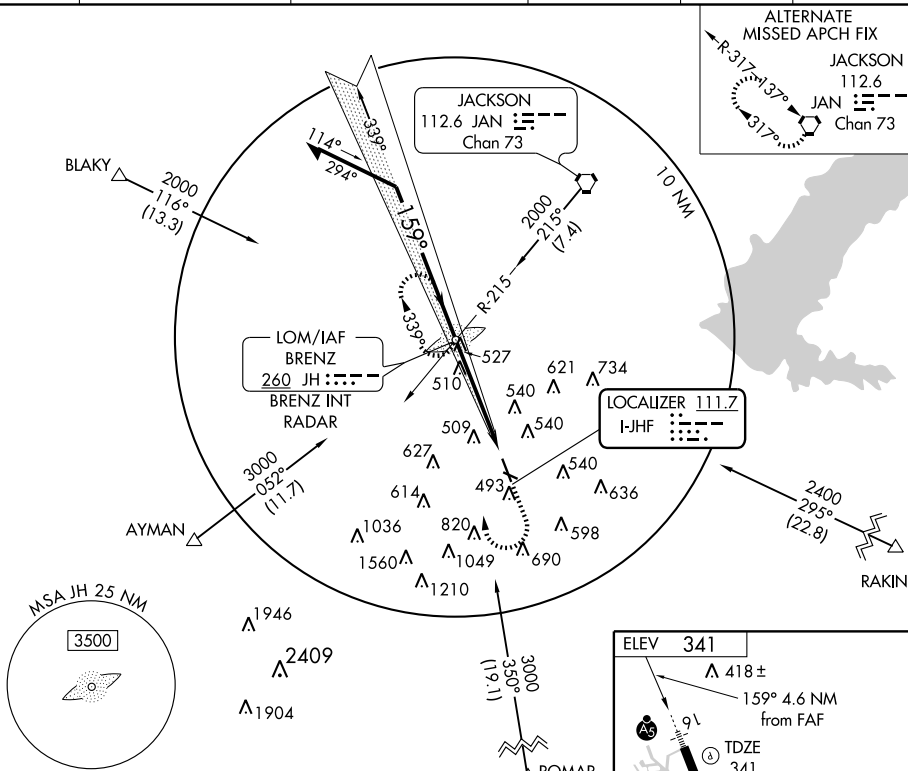 ALTERNATE
MISSED APCH FIX
R-317
137°
317°
JACKSON
112.6
JAN
Chan 73
339°
JACKSON
112.6 JAN
Chan 73
114°
294°
10 NM
BLAKY
2000
116°
(13.3)
159°
2000
215°
(7.4)
R-215
339°
LOM/IAF
BRENZ
260 JH
BRENZ INT
RADAR
527
510
621
734
540
509
540
LOCALIZER 111.7
I-JHF
627
540
614
493
636
3000
052°
(11.7)
AYMAN
1036
820
598
1560
1049
690
1210
2400
295°
(22.8)
RAKIN
MSA JH 25 NM
3500
1946
2409
1904
3000
350°
(19.1)
ELEV 341
418 ±
159° 4.6 NM
from FAF
16
A5
TDZE
341